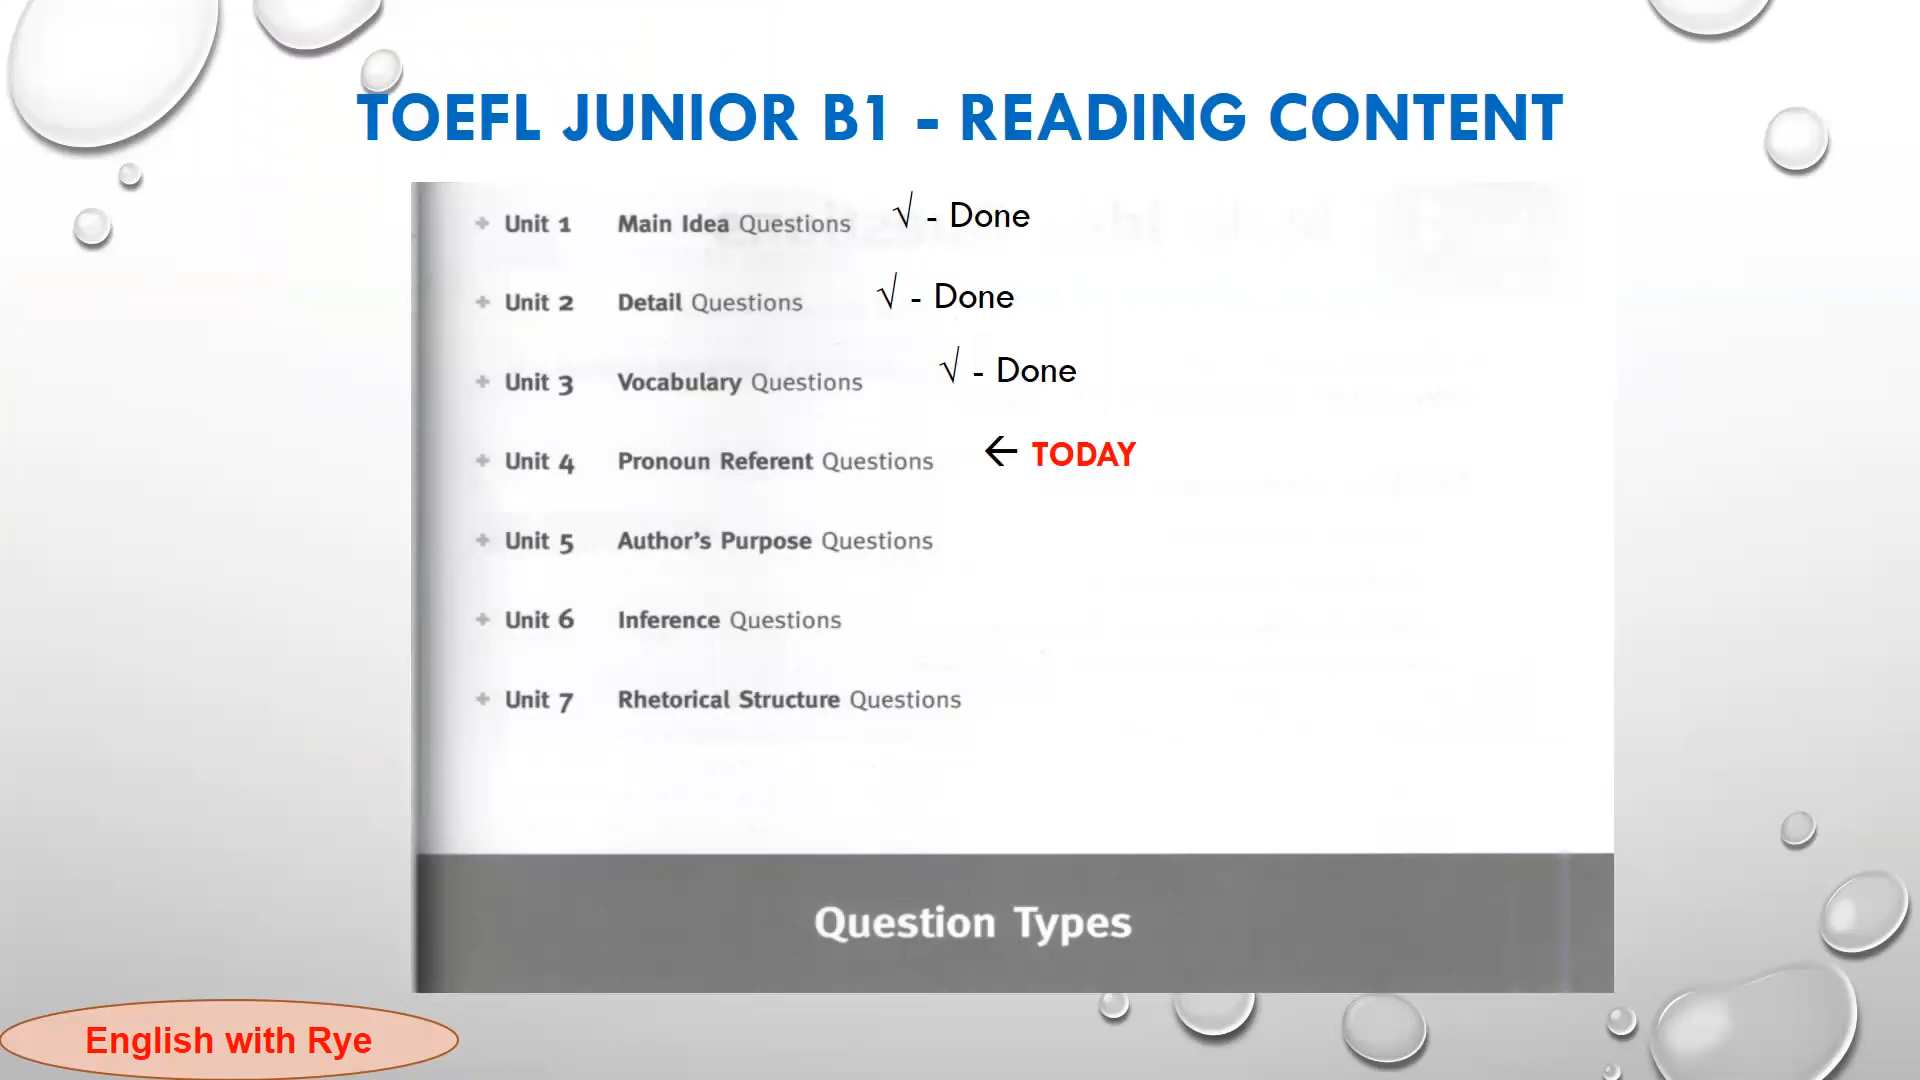 TOEFL JUNIOR B1 - READING CONTENT
+ Unit 1 Main Idea Questions √ - Done
+ Unit 2 Detail Questions √ - Done
+ Unit 3 Vocabulary Questions √ - Done
+ Unit 4 Pronoun Referent Questions ← TODAY
+ Unit 5 Author's Purpose Questions
+ Unit 6 Inference Questions
+ Unit 7 Rhetorical Structure Questions
Question Types
English with Rye